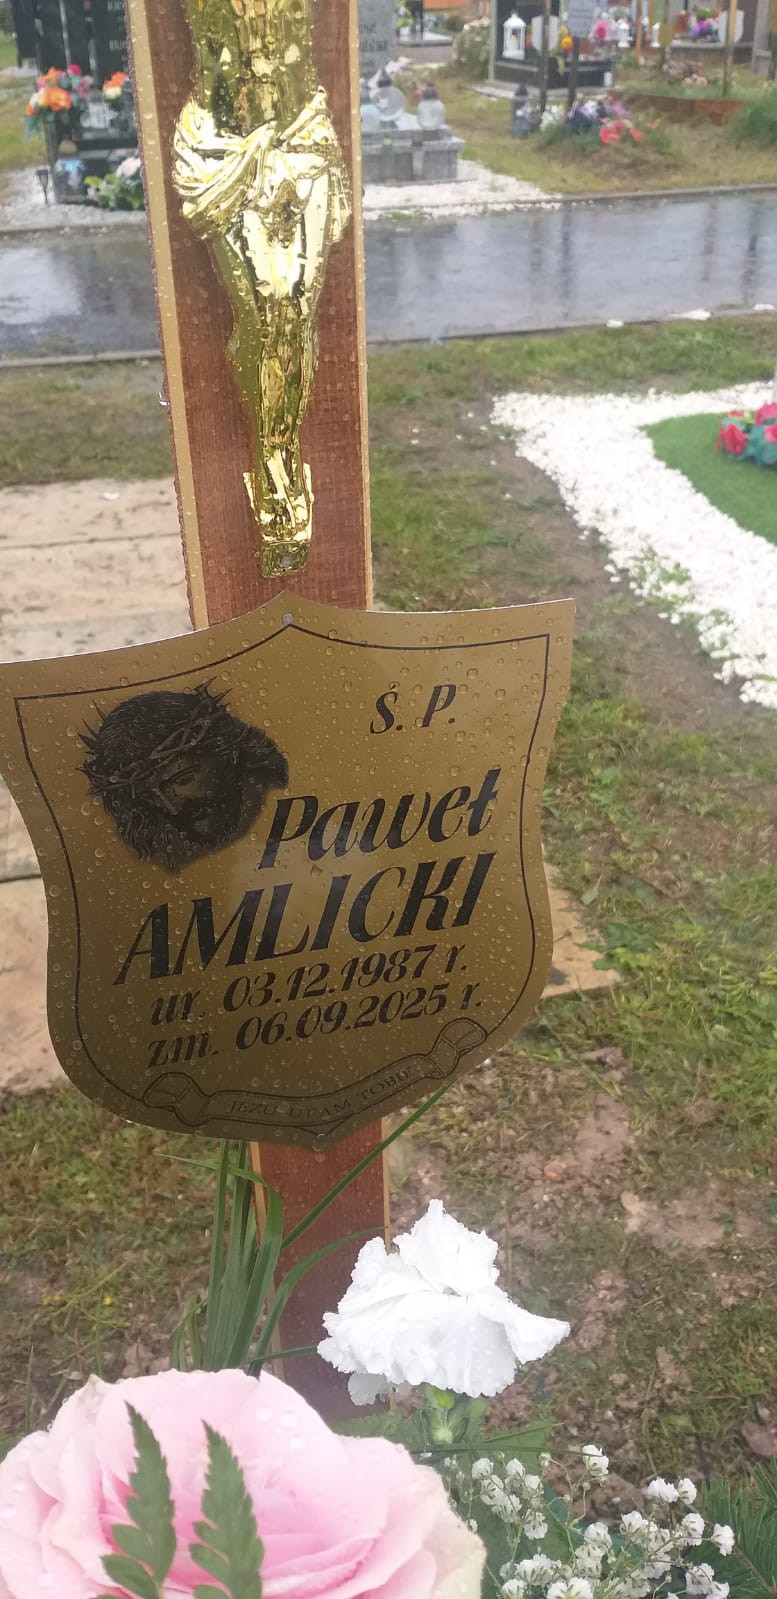 Ś. P.
Paweł
AMLICKI
ur. 03.12.1987 r.
zm. 06.09.2025 r.
JEZU UFAM TOBIE